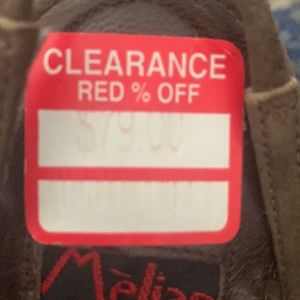 CLEARANCE
RED % OFF
$79.00